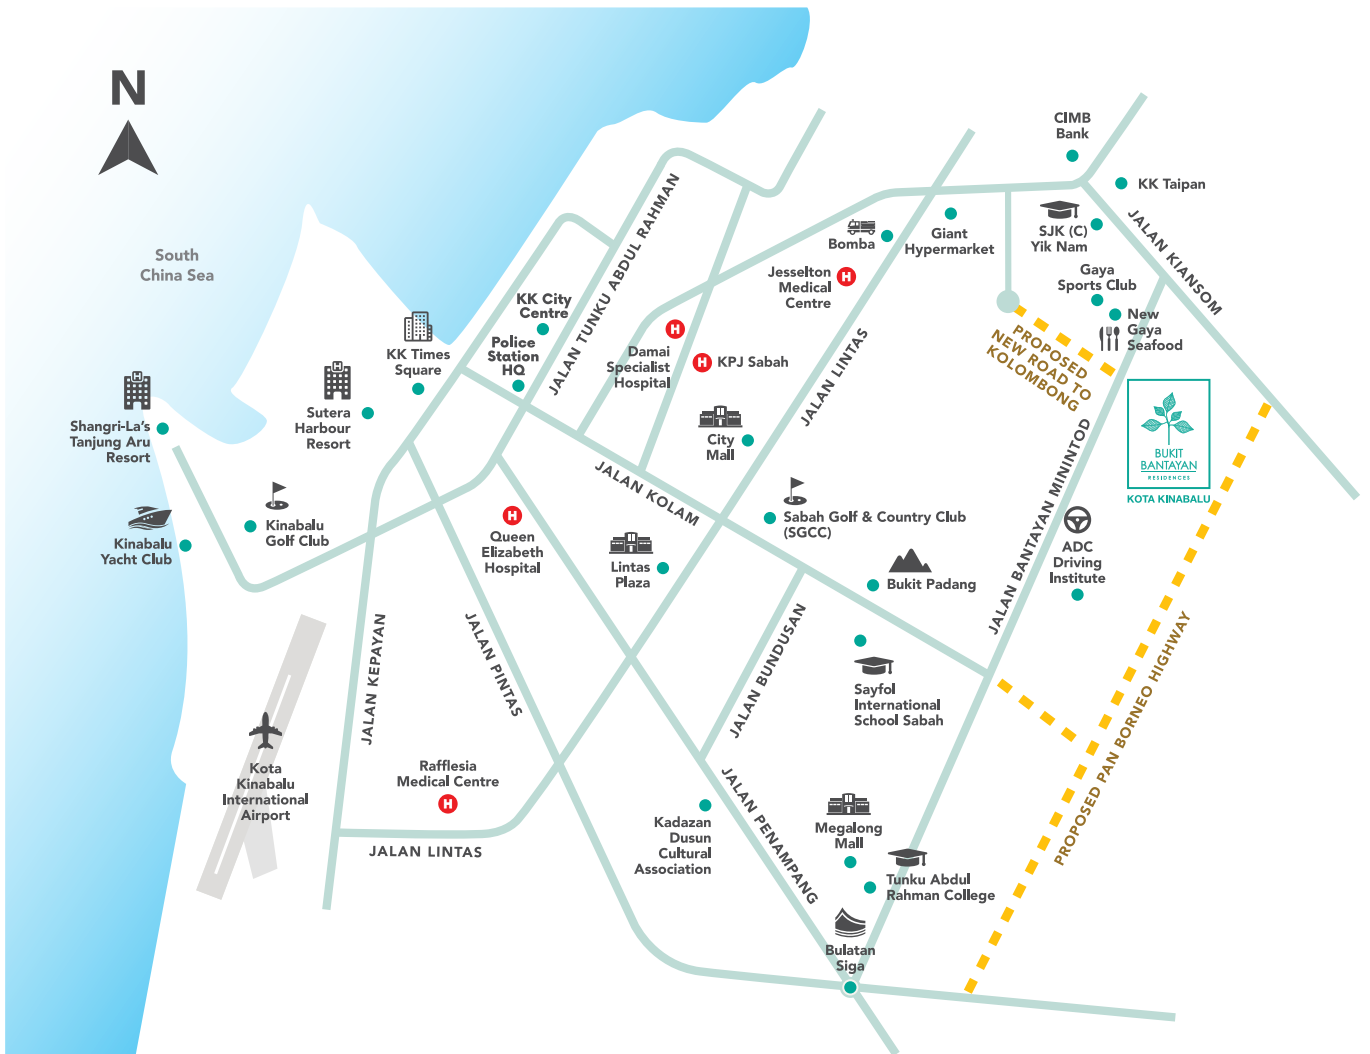 N
CIMB
Bank
KK Taipan
SJK (C)
Yik Nam
JALAN KIANSOM
Giant
Hypermarket
Bomba
South
China Sea
Jesselton
Medical
Centre
H
Gaya
Sports Club
New
Gaya
Seafood
JALAN TUNKU ABDUL RAHMAN
KK City
Centre
Police
Station
HQ
KK Times
Square
H
Damai
Specialist
Hospital
H
KPJ Sabah
JALAN LINTAS
PROPOSED
NEW ROAD TO
KOLOMBONG
Shangri-La's
Tanjung Aru
Resort
Sutera
Harbour
Resort
City
Mall
BUKIT
BANTAYAN
RESIDENCES
KOTA KINABALU
JALAN KOLAM
JALAN BANTAYAN MININTOD
Kinabalu
Golf Club
Kinabalu
Yacht Club
H
Queen
Elizabeth
Hospital
Lintas
Plaza
Sabah Golf & Country Club
(SGCC)
Bukit Padang
ADC
Driving
Institute
JALAN KEPAYAN
JALAN PINTAS
JALAN BUNDUSAN
Sayfol
International
School Sabah
PROPOSED PAN BORNEO HIGHWAY
Kota
Kinabalu
International
Airport
Rafflesia
Medical Centre
H
JALAN LINTAS
JALAN PENAMPANG
Kadazan
Dusun
Cultural
Association
Megalong
Mall
Tunku Abdul
Rahman College
Bulatan
Siga